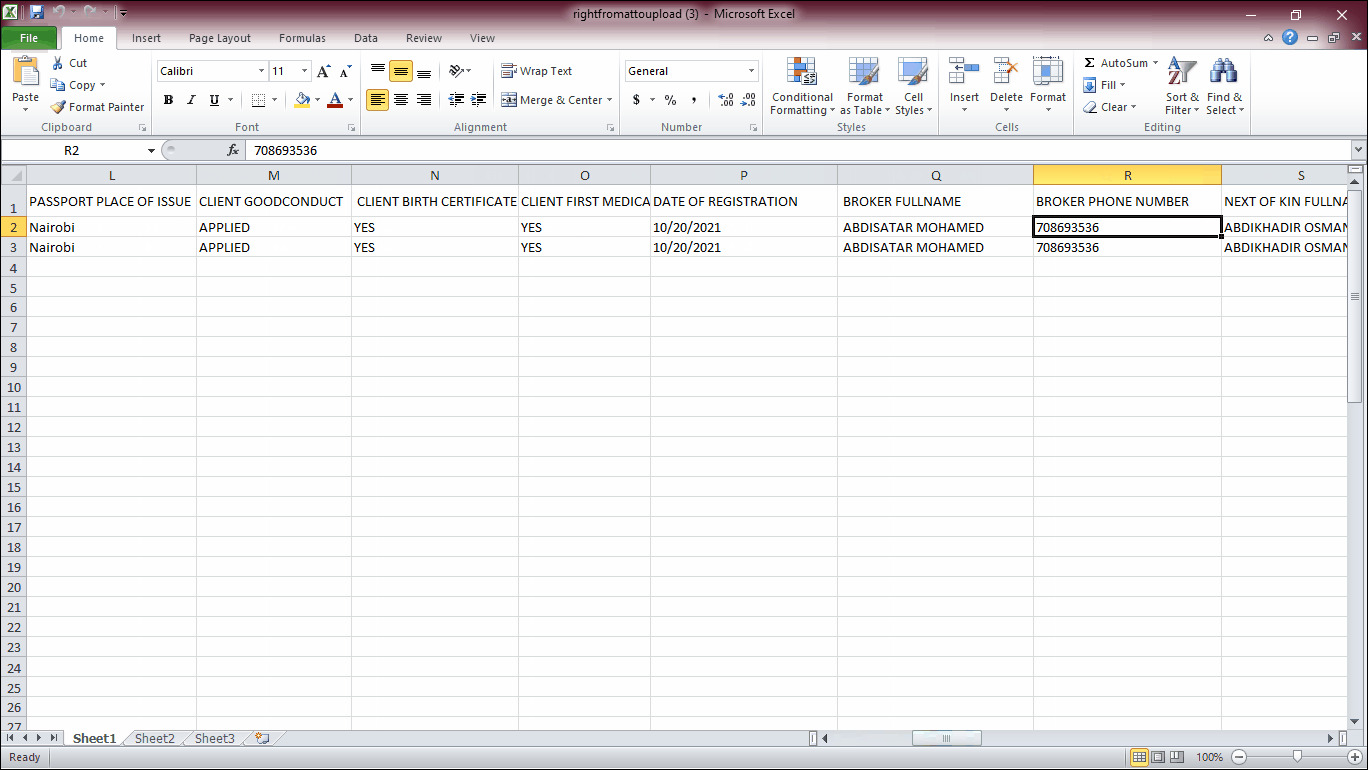 rightfromattoupload (3) - Microsoft Excel
File Home Insert Page Layout Formulas Data Review View
Paste
Cut
Copy
Format Painter
Clipboard
Calibri 11
B I U
Font
Wrap Text
Merge & Center
Alignment
General
$ % ,
Number
Conditional Formatting
Format as Table
Cell Styles
Styles
Insert
Delete
Format
Cells
Σ AutoSum
Fill
Clear
Sort & Filter
Find & Select
Editing
R2 fx 708693536
L M N O P Q R S
1 PASSPORT PLACE OF ISSUE CLIENT GOODCONDUCT CLIENT BIRTH CERTIFICATE CLIENT FIRST MEDICA DATE OF REGISTRATION BROKER FULLNAME BROKER PHONE NUMBER NEXT OF KIN FULLNA
2 Nairobi APPLIED YES YES 10/20/2021 ABDISATAR MOHAMED 708693536 ABDIKHADIR OSMAN
3 Nairobi APPLIED YES YES 10/20/2021 ABDISATAR MOHAMED 708693536 ABDIKHADIR OSMAN
4
5
6
7
8
9
10
11
12
13
14
15
16
17
18
19
20
21
22
23
24
25
26
27
Sheet1 Sheet2 Sheet3
Ready 100%